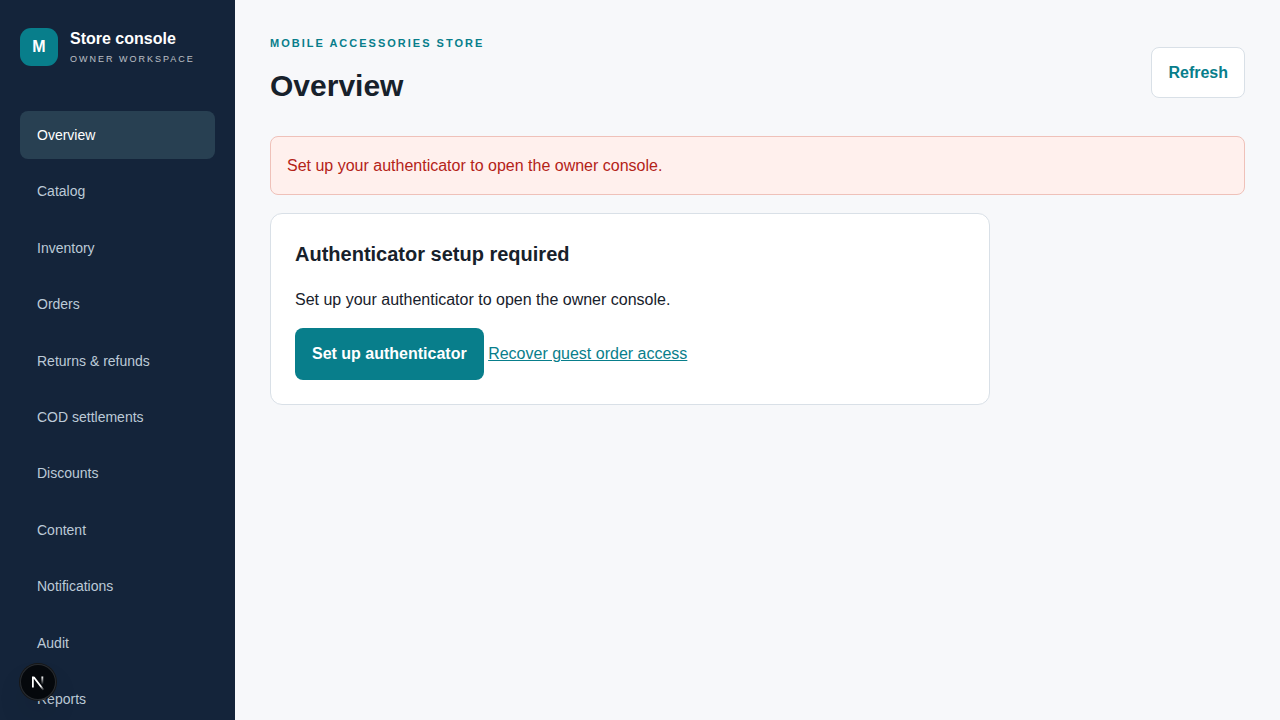 M
Store console
OWNER WORKSPACE
Overview
Catalog
Inventory
Orders
Returns & refunds
COD settlements
Discounts
Content
Notifications
Audit
Reports
MOBILE ACCESSORIES STORE
Overview
Refresh
Set up your authenticator to open the owner console.
Authenticator setup required
Set up your authenticator to open the owner console.
Set up authenticator Recover guest order access